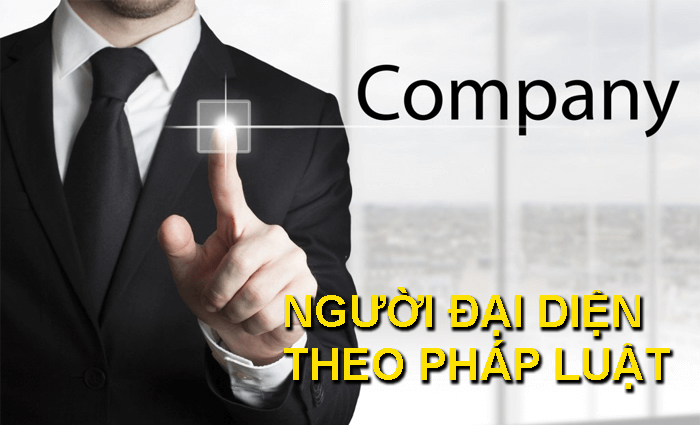 Company
NGƯỜI ĐẠI DIỆN
THEO PHÁP LUẬT